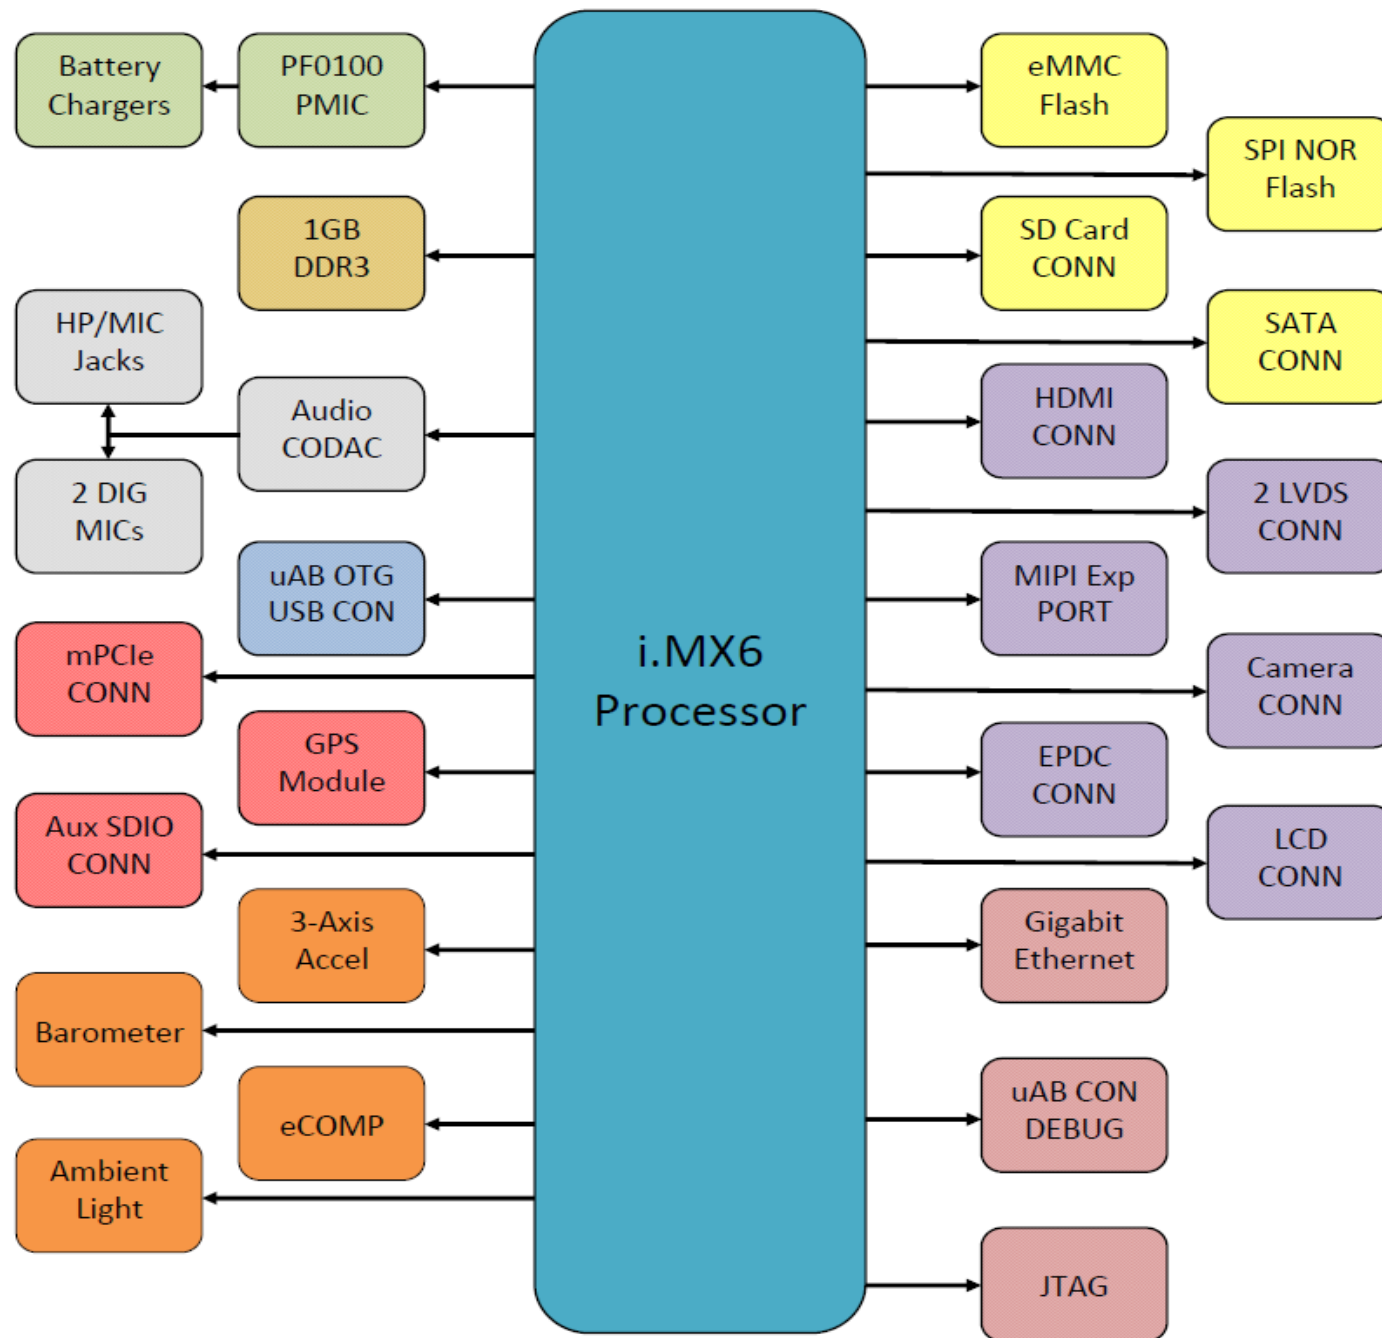 Battery
Chargers
PF0100
PMIC
1GB
DDR3
HP/MIC
Jacks
Audio
CODAC
2 DIG
MICs
uAB OTG
USB CON
mPCIe
CONN
GPS
Module
Aux SDIO
CONN
3-Axis
Accel
Barometer
eCOMP
Ambient
Light
i.MX6
Processor
eMMC
Flash
SPI NOR
Flash
SD Card
CONN
SATA
CONN
HDMI
CONN
2 LVDS
CONN
MIPI Exp
PORT
Camera
CONN
EPDC
CONN
LCD
CONN
Gigabit
Ethernet
uAB CON
DEBUG
JTAG